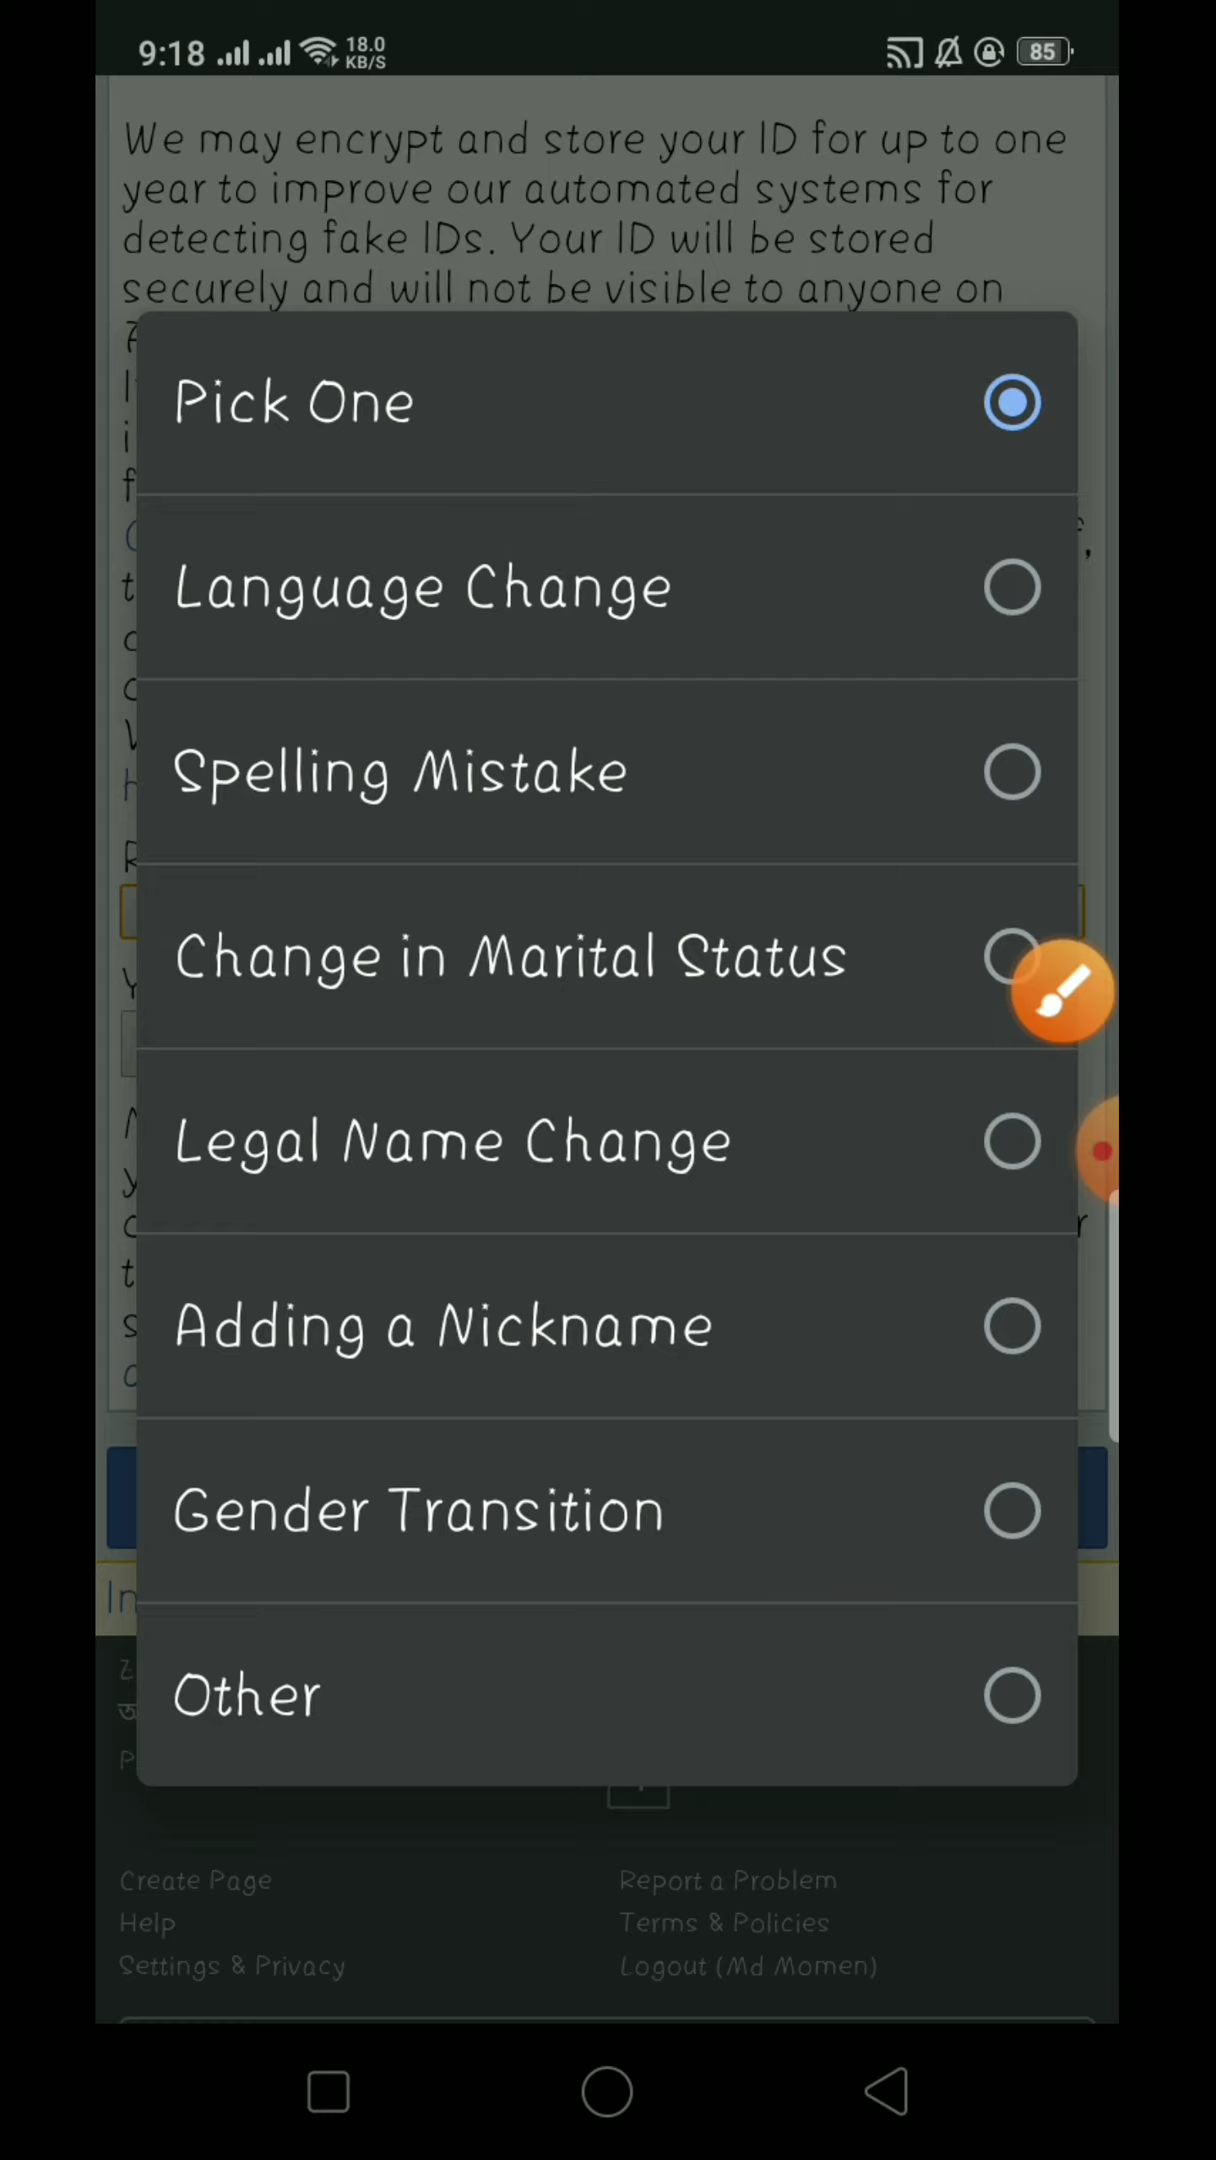 9:18
18.0
KB/S
85
We may encrypt and store your ID for up to one
year to improve our automated systems for
detecting fake IDs. Your ID will be stored
securely and will not be visible to anyone on
Pick One
Language Change
Spelling Mistake
Change in Marital Status
Legal Name Change
Adding a Nickname
Gender Transition
Other
Create Page
Report a Problem
Help
Terms & Policies
Settings & Privacy
Logout (Md Momen)